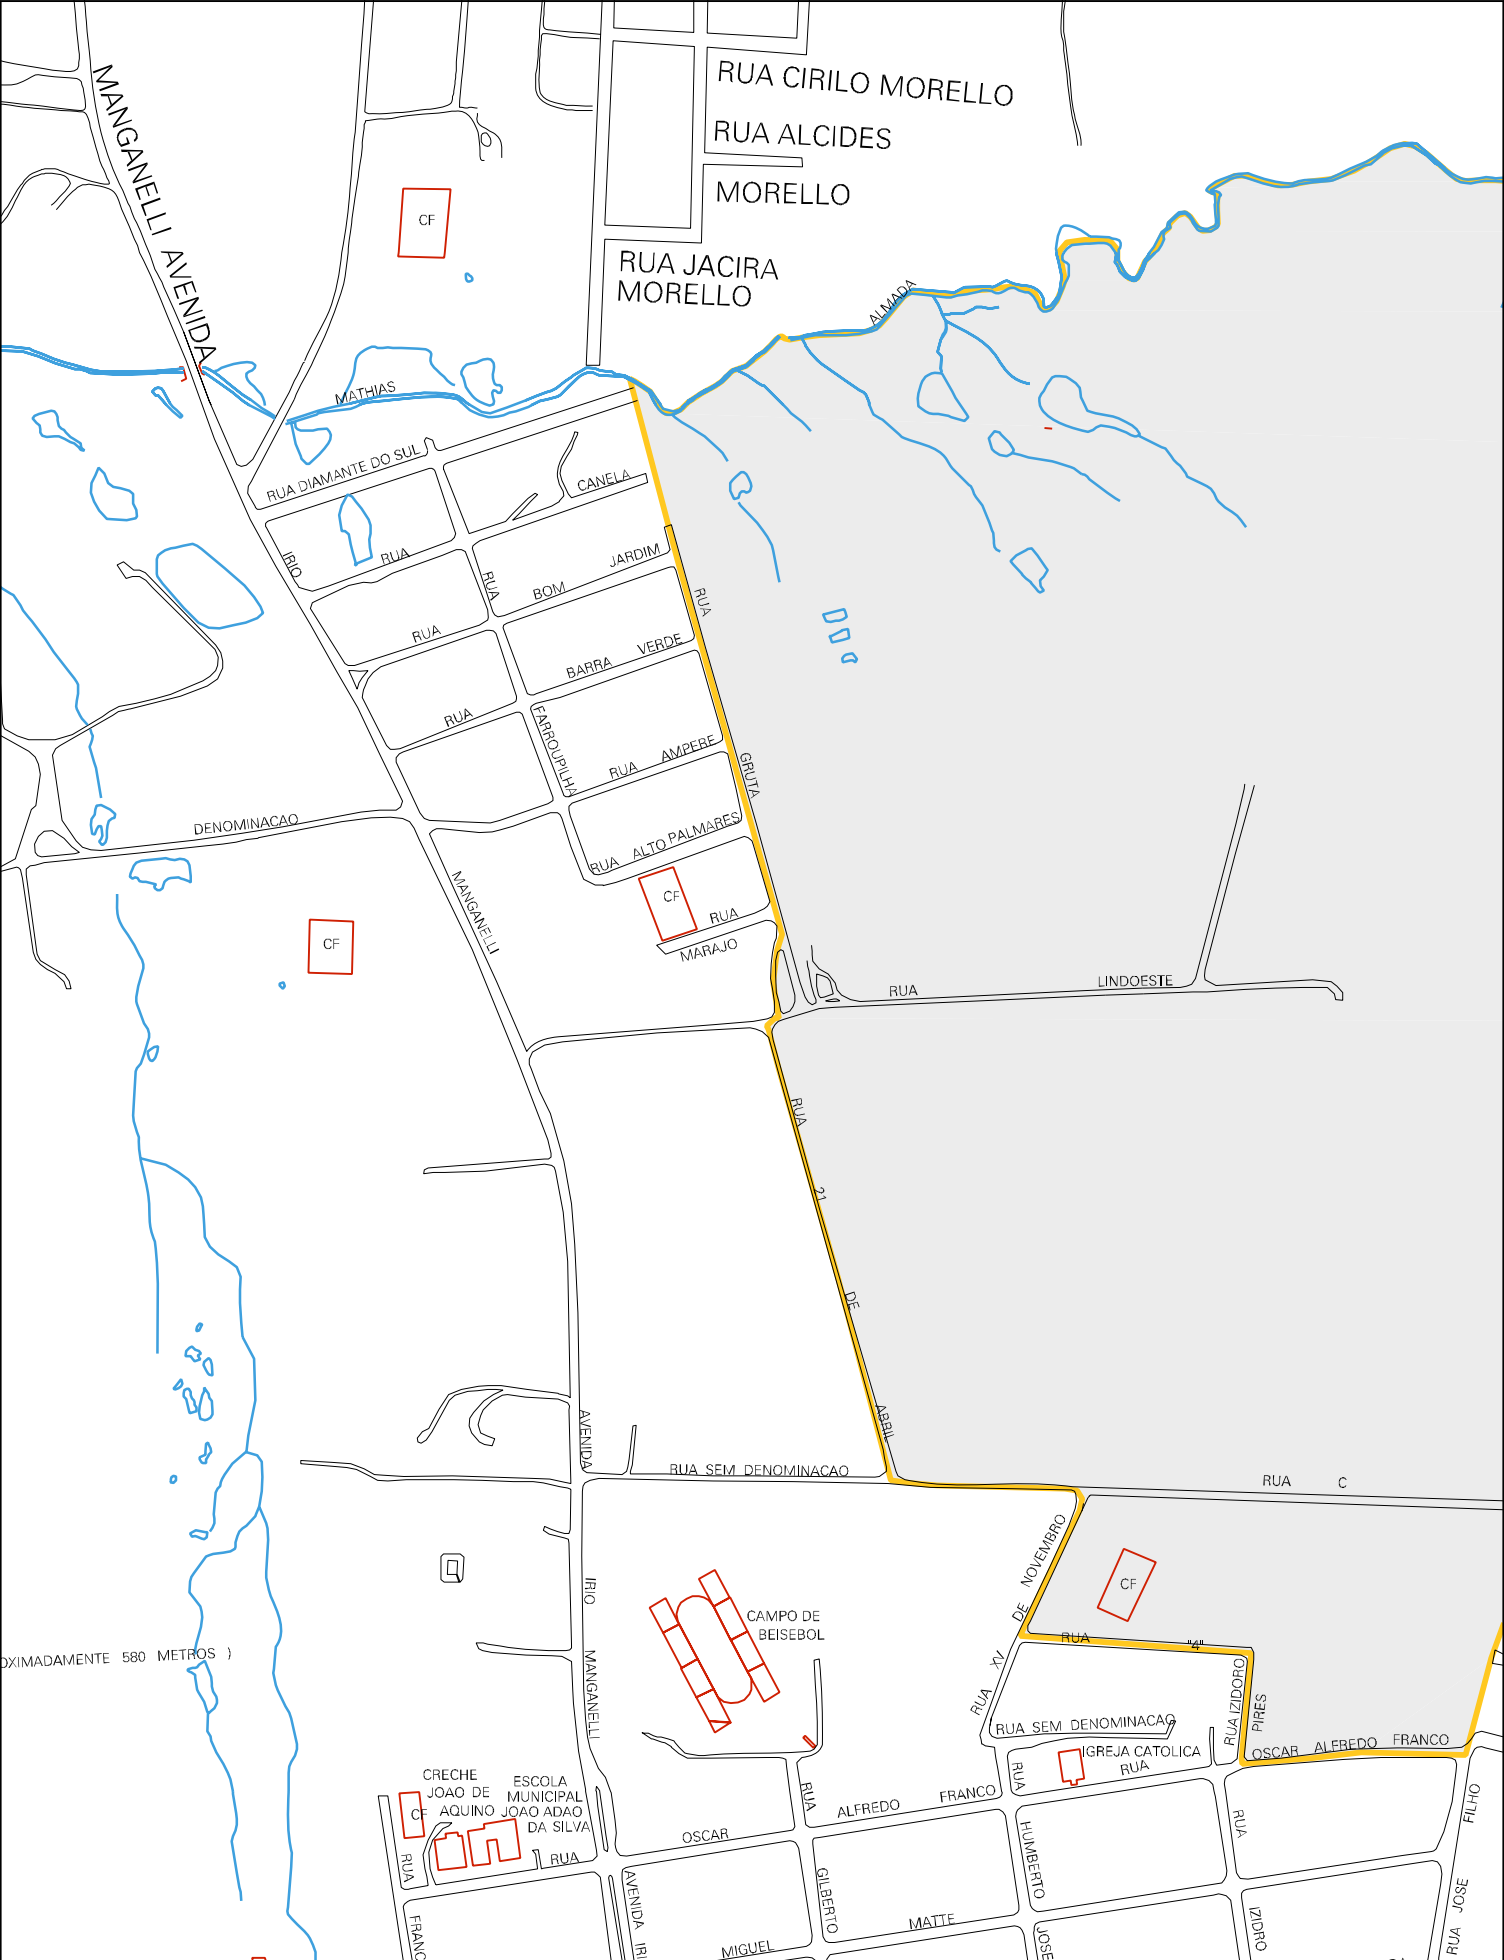 RUA CIRILO MORELLO
MANGANELLI AVENIDA
RUA ALCIDES
MORELLO
CF
RUA JACIRA
MORELLO
ALMADA
MATHIAS
RUA DIAMANTE DO SUL
CANELA
IRIO
RUA
JARDIM
RUA
BOM
RUA
RUA
BARRA VERDE
RUA
FARROUPILHA
RUA AMPERE
GRUTA
DENOMINACAO
RUA ALTO PALMARES
MANGANELLI
CF
RUA
MARAJO
CF
RUA LINDOESTE
RUA
21
DE
ABRIL
AVENIDA
RUA SEM DENOMINACAO
RUA C
NOVEMBRO
DE
XV
RUA
CF
IRIO
CAMPO DE
BEISEBOL
RUA "4"
OXIMADAMENTE 580 METROS )
MANGANELLI
RUA IZIDORO
PIRES
RUA SEM DENOMINACAO
OSCAR ALFREDO FRANCO
IGREJA CATOLICA
RUA
RUA
CRECHE
JOAO DE
AQUINO
ESCOLA
MUNICIPAL
JOAO ADAO
DA SILVA
CF
RUA
ALFREDO FRANCO
FILHO
RUA
OSCAR
HUMBERTO
RUA
RUA
AVENIDA IRI
GILBERTO
MATTE
MIGUEL
FRANC
JOSE
IZIDRO
RUA JOSE